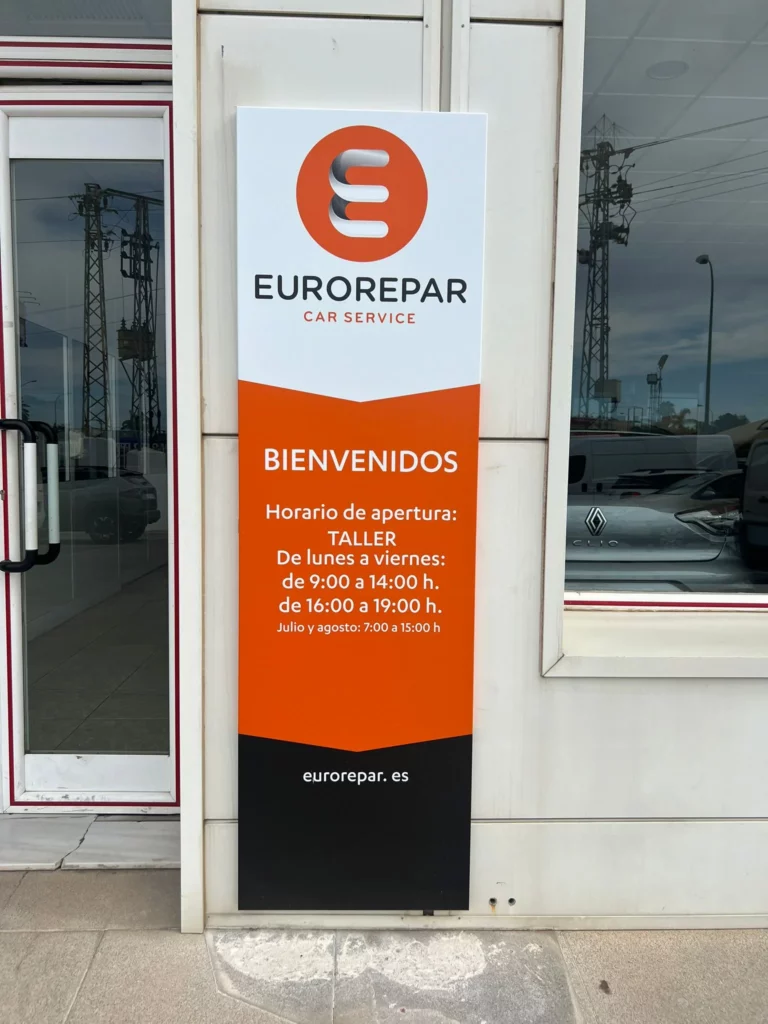 EUROREPAR
CAR SERVICE
BIENVENIDOS
Horario de apertura:
TALLER
De lunes a viernes:
de 9:00 a 14:00 h.
de 16:00 a 19:00 h.
Julio y agosto: 7:00 a 15:00 h
eurorepar. es
CLIO